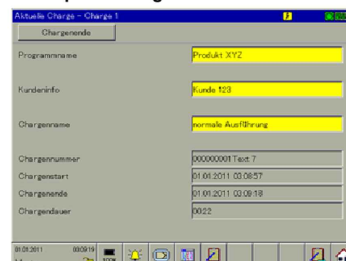 Aktuelle Charge - Charge 1
Chargenende
Programmname Produkt XYZ
Kundeninfo Kunde 123
Chargenname normale Ausführung
Chargennummer 000000001Text 7
Chargenstart 01.01.2011 03:08:57
Chargenende 01.01.2011 03:09:18
Chargendauer 00:22
01.01.2011 03:09:19